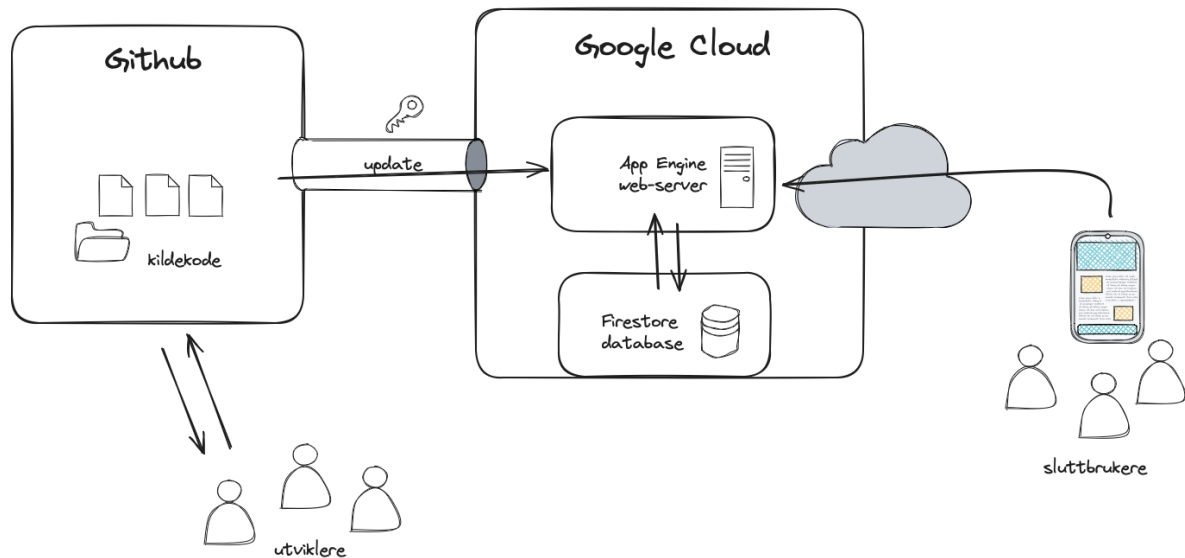 Github
Google Cloud
update
App Engine
web-server
kildekode
Firestore
database
sluttbrukere
utviklere